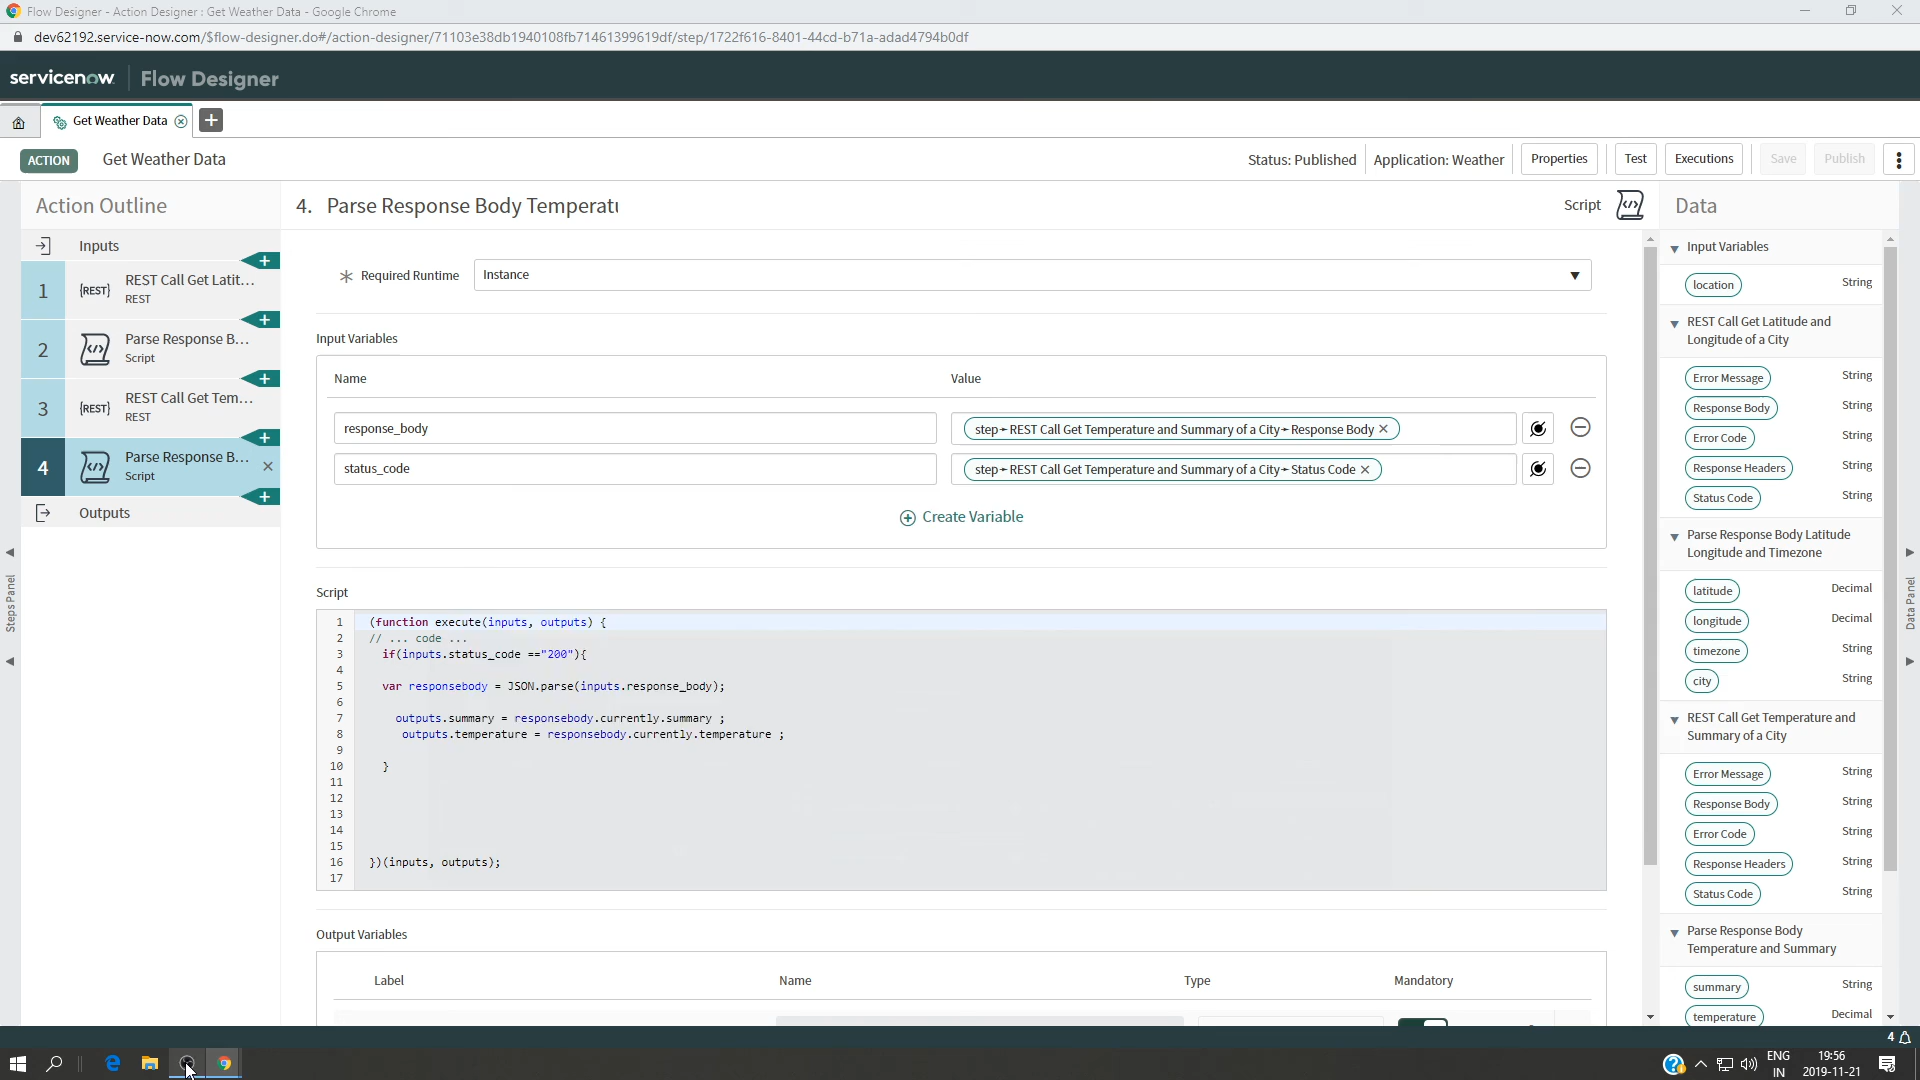 Flow Designer - Action Designer : Get Weather Data - Google Chrome
dev62192.service-now.com/$flow-designer.do#/action-designer/71103e38db1940108fb71461399619df/step/1722f616-8401-44cd-b71a-adad4794b0df
servicenow Flow Designer
Get Weather Data
ACTION Get Weather Data Status: Published Application: Weather Properties Test Executions Save Publish
Action Outline
Inputs
1 {REST} REST Call Get Latit...
REST
2 Parse Response B...
Script
3 {REST} REST Call Get Tem...
REST
4 Parse Response B...
Script
Outputs
Steps Panel
4. Parse Response Body Temperatu
Script
Required Runtime Instance
Input Variables
Name Value
response_body step➛REST Call Get Temperature and Summary of a City➛Response Body
status_code step➛REST Call Get Temperature and Summary of a City➛Status Code
Create Variable
Script
1 (function execute(inputs, outputs) {
2 // ... code ...
3 if(inputs.status_code =="200"){
4
5 var responsebody = JSON.parse(inputs.response_body);
6
7 outputs.summary = responsebody.currently.summary ;
8 outputs.temperature = responsebody.currently.temperature ;
9
10 }
11
12
13
14
15
16 })(inputs, outputs);
17
Output Variables
Label Name Type Mandatory
Data
Input Variables
location String
REST Call Get Latitude and
Longitude of a City
Error Message String
Response Body String
Error Code String
Response Headers String
Status Code String
Parse Response Body Latitude
Longitude and Timezone
latitude Decimal
longitude Decimal
timezone String
city String
REST Call Get Temperature and
Summary of a City
Error Message String
Response Body String
Error Code String
Response Headers String
Status Code String
Parse Response Body
Temperature and Summary
summary String
temperature Decimal
Data Panel
4
ENG
IN
19:56
2019-11-21